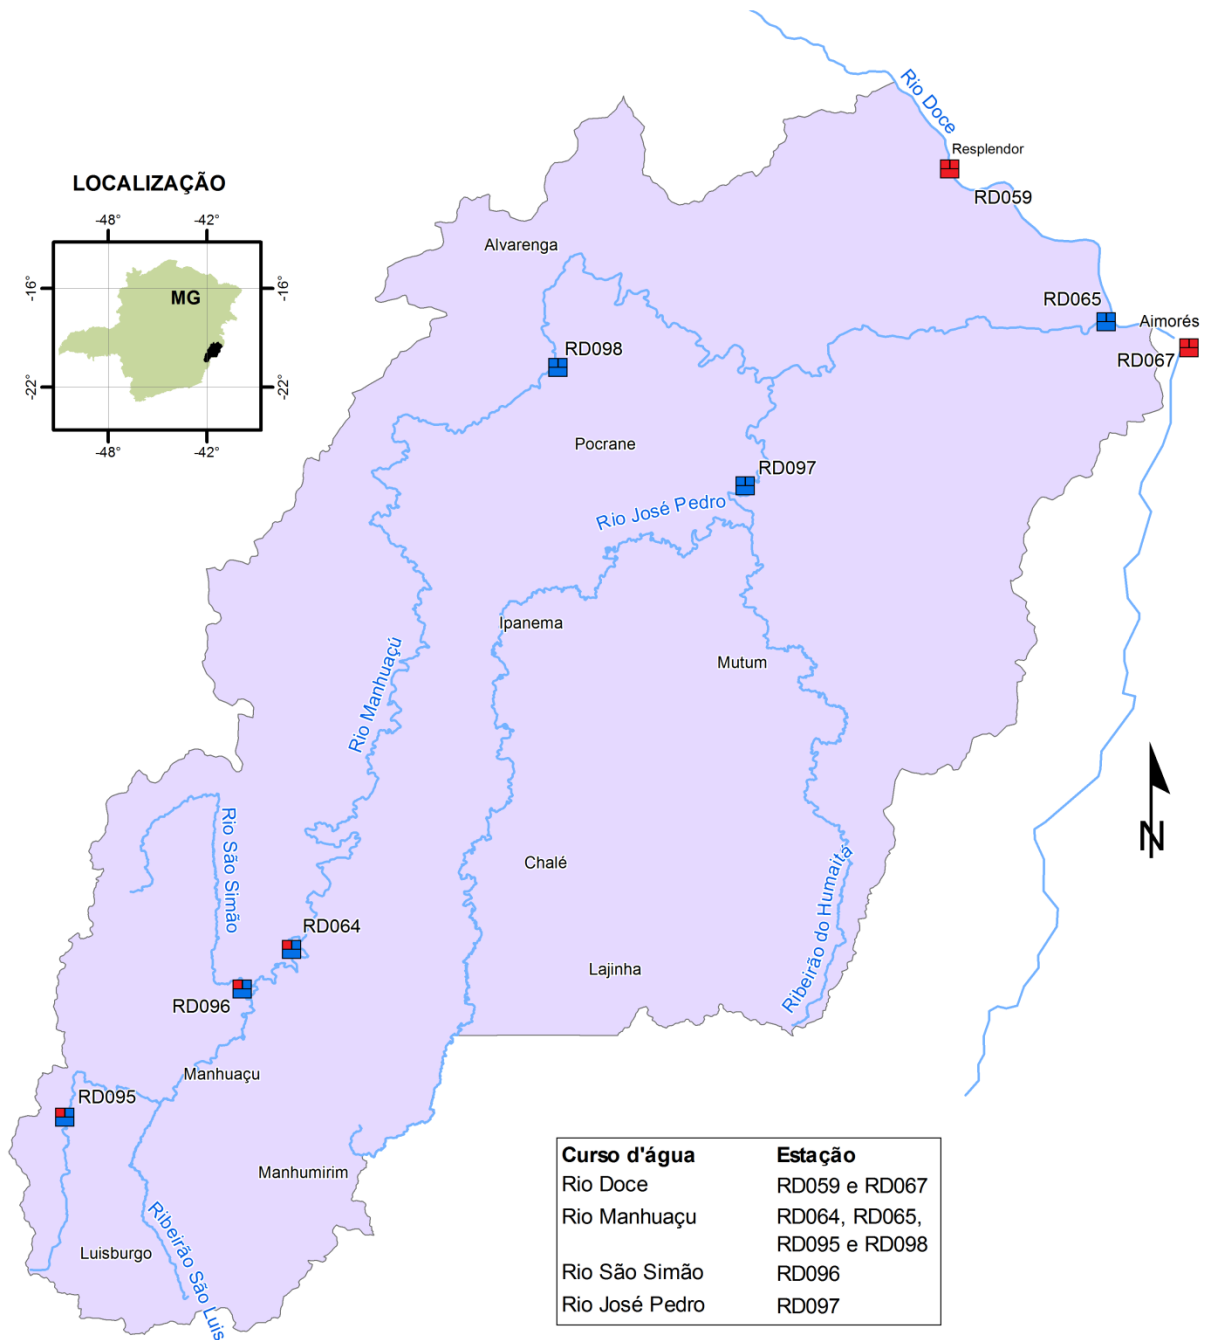 Rio Doce
Resplendor
RD059
LOCALIZAÇÃO
-48°
-42°
-16°
-16°
MG
-22°
-22°
-48°
-42°
Alvarenga
RD065
Aimorés
RD067
RD098
Pocrane
RD097
Rio José Pedro
Ipanema
Mutum
Rio Manhuaçú
Rio São Simão
Chalé
Ribeirão do Humaitá
RD064
Lajinha
RD096
N
Manhuaçu
RD095
Manhumirim
Luisburgo
Ribeirão São Luis
Curso d'água Estação
Rio Doce RD059 e RD067
Rio Manhuaçu RD064, RD065,
RD095 e RD098
Rio São Simão RD096
Rio José Pedro RD097